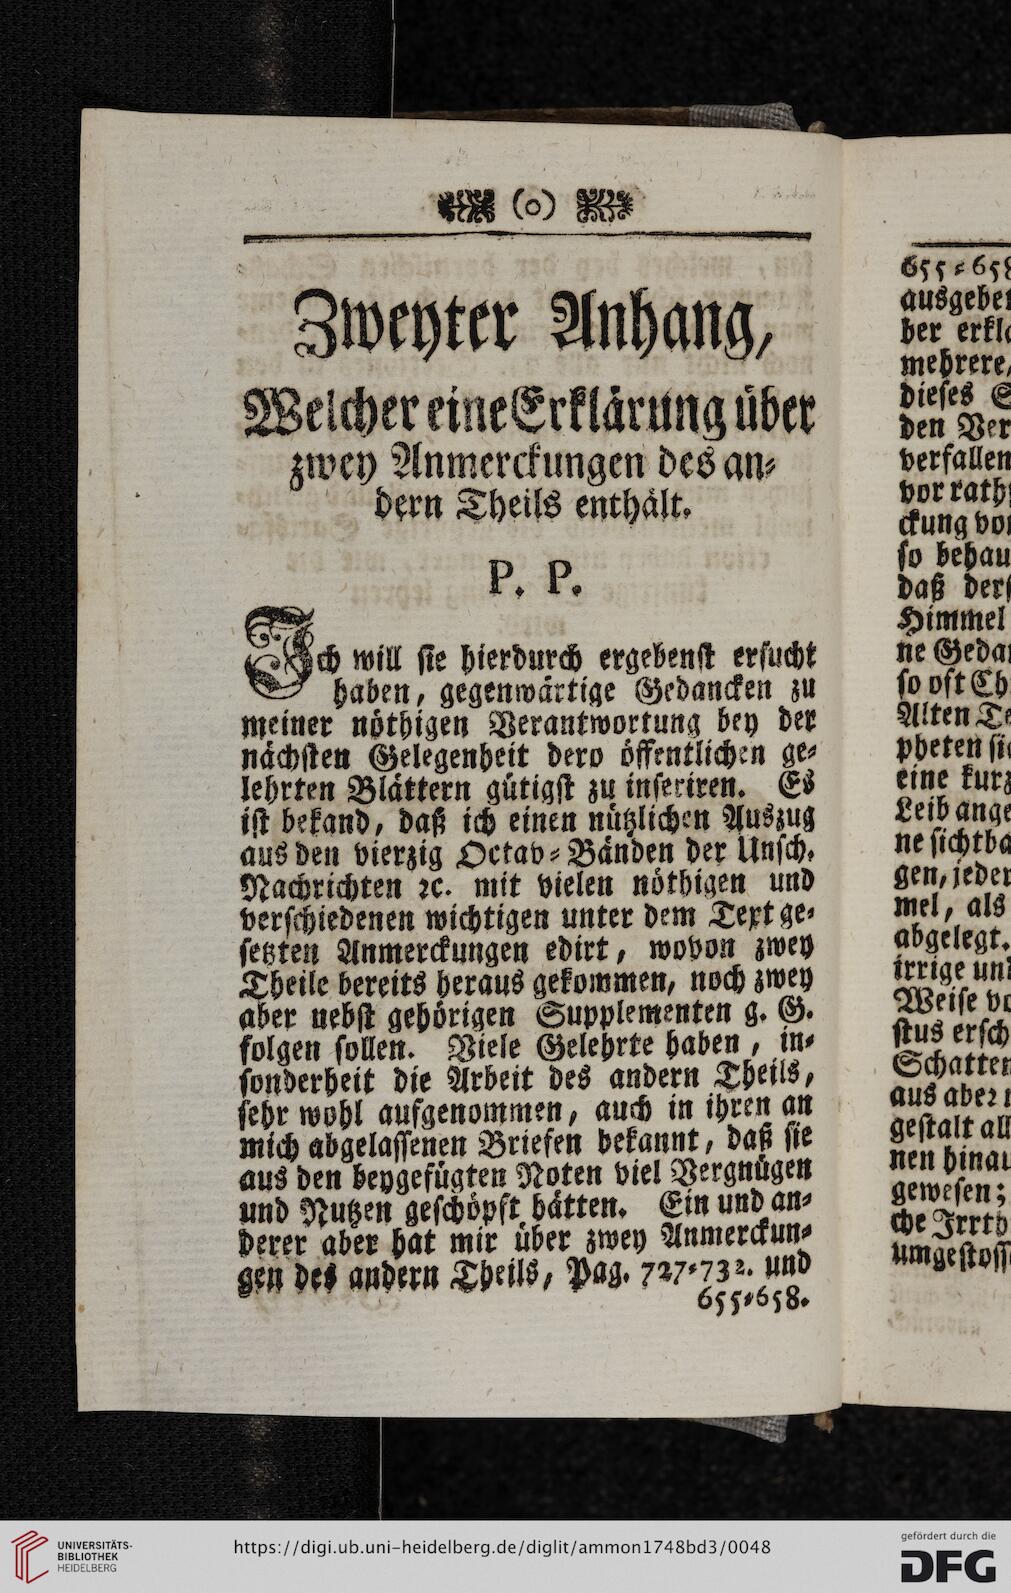 (o)
Zweyter Anhang,
Welcher eine Erklärung über
zwey Anmerckungen des an⸗
dern Theils enthält.
P. P.
Ich will sie hierdurch ergebenst ersucht
haben, gegenwärtige Gedancken zu
meiner nöthigen Verantwortung bey der
nächsten Gelegenheit dero öffentlichen ge⸗
lehrten Blättern gütigst zu inseriren. Es
ist bekand, daß ich einen nützlichen Auszug
aus den vierzig Octav⸗Bänden der Unsch.
Nachrichten ꝛc. mit vielen nöthigen und
verschiedenen wichtigen unter dem Text ge⸗
setzten Anmerckungen edirt, wovon zwey
Theile bereits heraus gekommen, noch zwey
aber nebst gehörigen Supplementen g. G.
folgen sollen. Viele Gelehrte haben, in⸗
sonderheit die Arbeit des andern Theils,
sehr wohl aufgenommen, auch in ihren an
mich abgelassenen Briefen bekannt, daß sie
aus den beygefügten Noten viel Vergnügen
und Nutzen geschöpft hätten. Ein und an⸗
derer aber hat mir über zwey Anmerckun⸗
gen des andern Theils, Pag. 727⸗732. und
655⸗658.
655⸗658
ausgebe
ber erkl
mehrere,
dieses S
den Ver
verfallen
vor rath
ckung vo
so behau
daß ders
Himmel
ne Geda
so oft Ch
Alten Te
pheten si
eine kurz
Leib ange
ne sichtba
gen, jeder
mel, als
abgelegt.
irrige und
Weise vo
stus ersch
Schatten
aus aber
gestalt all
nen hinau
gewesen;
che Irrth
umgestoss
UNIVERSITÄTS-
BIBLIOTHEK
HEIDELBERG
https://digi.ub.uni-heidelberg.de/diglit/ammon1748bd3/0048
gefördert durch die
DFG